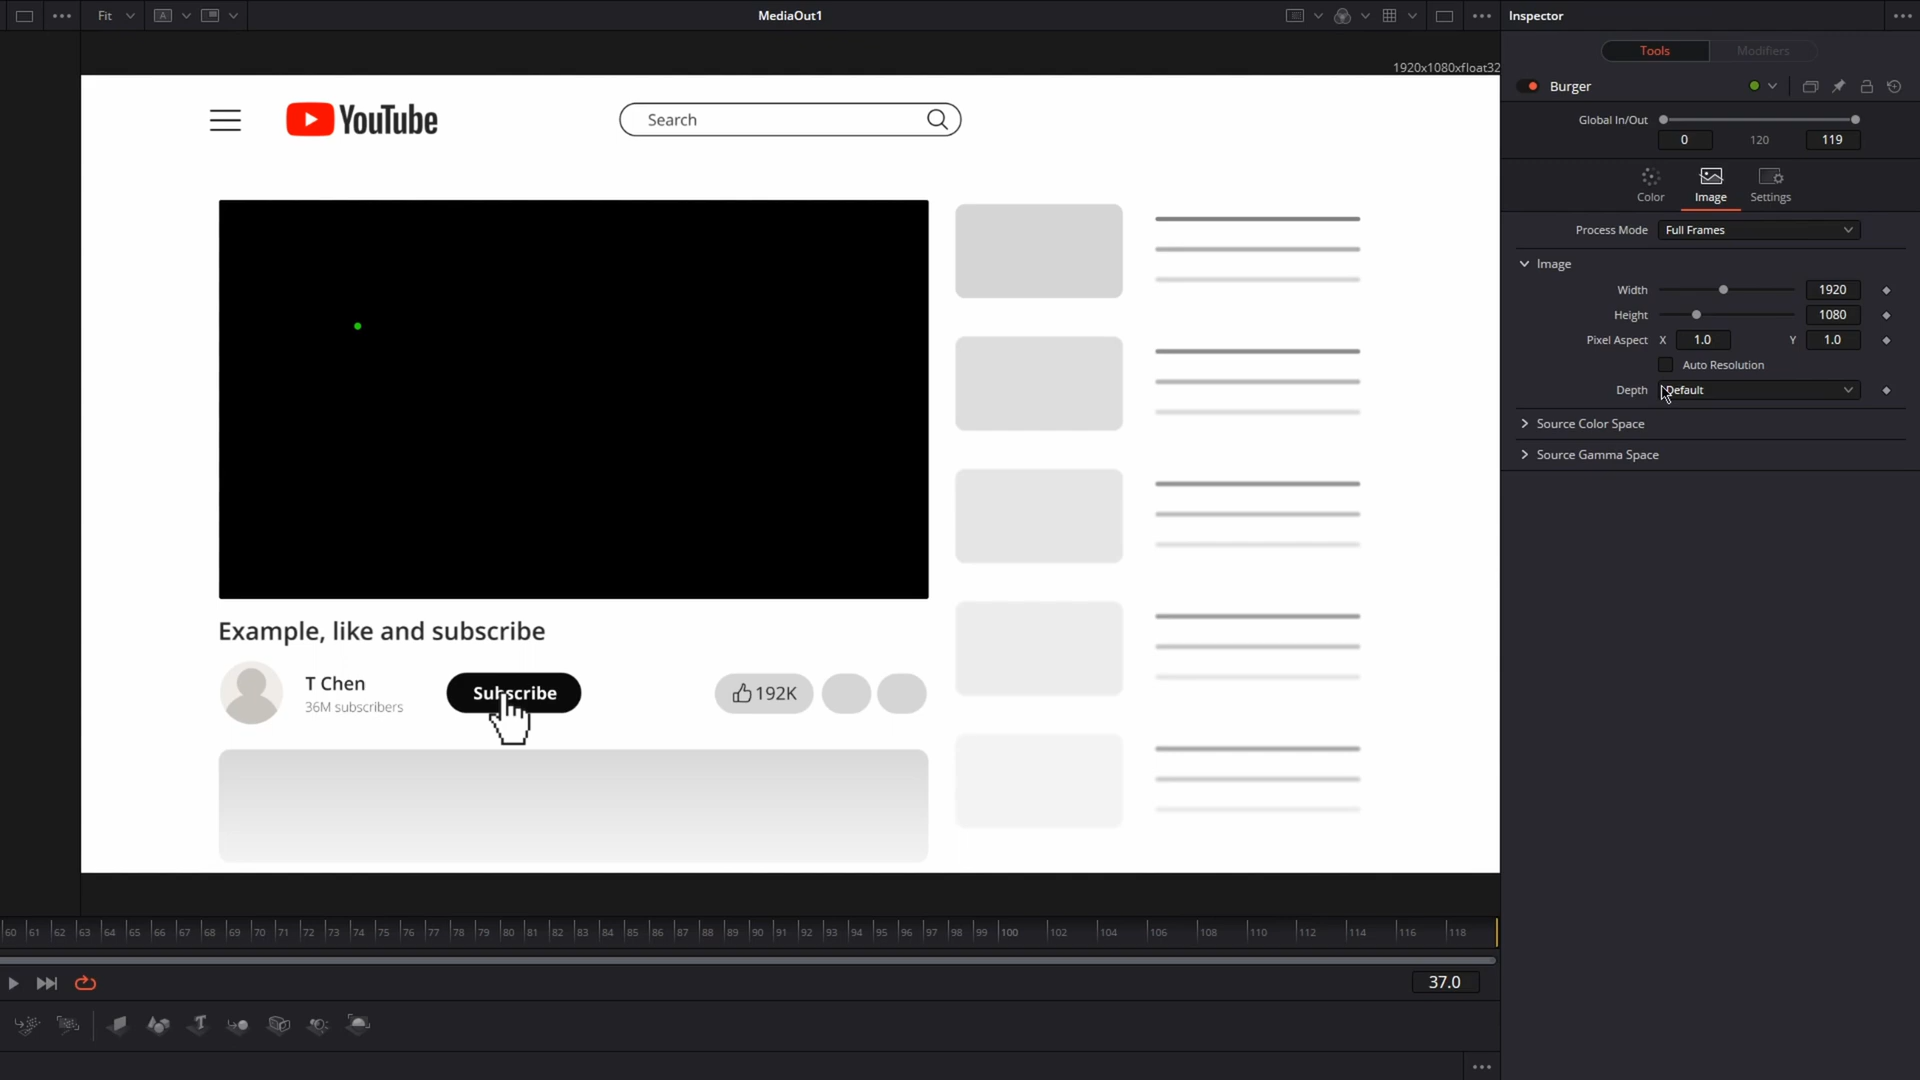 Fit
A
MediaOut1
Inspector
Tools
Modifiers
1920x1080xfloat32
Burger
Global In/Out
0
120
119
Color
Image
Settings
Process Mode
Full Frames
Image
Width
1920
Height
1080
Pixel Aspect X 1.0 Y 1.0
Auto Resolution
Depth
Default
Source Color Space
Source Gamma Space
YouTube
Search
Example, like and subscribe
T Chen
36M subscribers
Subscribe
192K
60 61 62 63 64 65 66 67 68 69 70 71 72 73 74 75 76 77 78 79 80 81 82 83 84 85 86 87 88 89 90 91 92 93 94 95 96 97 98 99 100 102 104 106 108 110 112 114 116 118
37.0
T